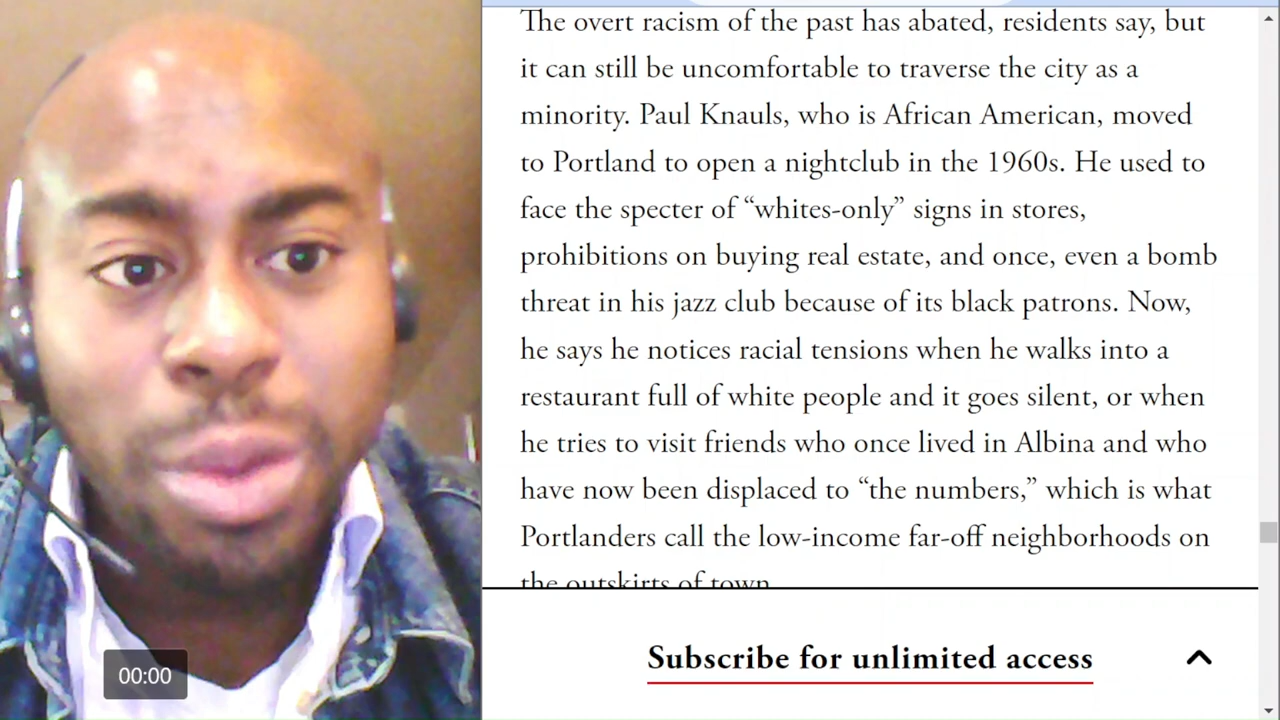 The overt racism of the past has abated, residents say, but
it can still be uncomfortable to traverse the city as a
minority. Paul Knauls, who is African American, moved
to Portland to open a nightclub in the 1960s. He used to
face the specter of “whites-only” signs in stores,
prohibitions on buying real estate, and once, even a bomb
threat in his jazz club because of its black patrons. Now,
he says he notices racial tensions when he walks into a
restaurant full of white people and it goes silent, or when
he tries to visit friends who once lived in Albina and who
have now been displaced to “the numbers,” which is what
Portlanders call the low-income far-off neighborhoods on
the outskirts of town
Subscribe for unlimited access
00:00